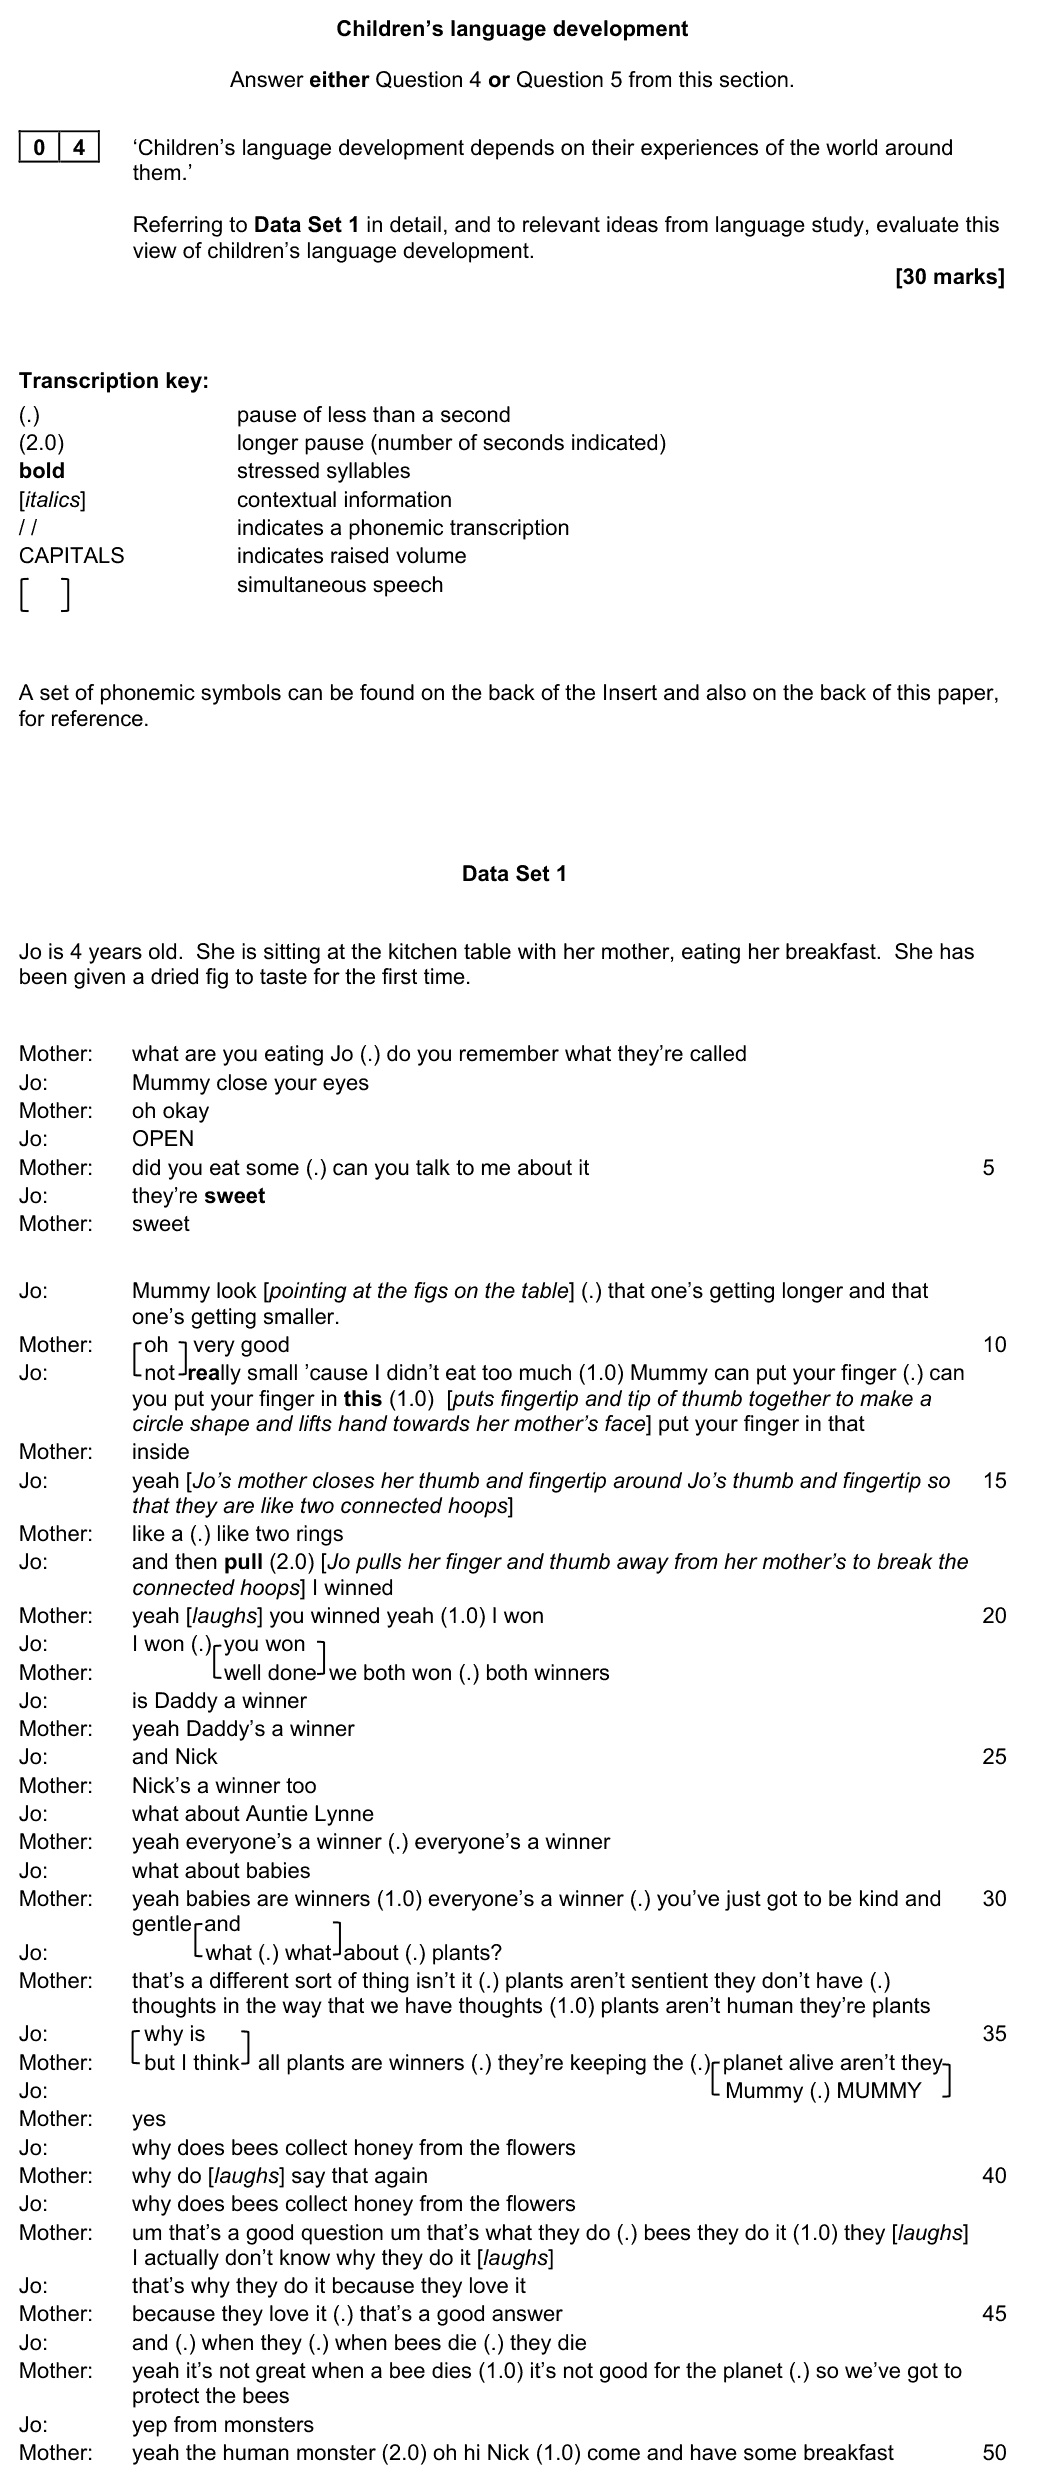 Children's language development
Answer either Question 4 or Question 5 from this section.
0 4
'Children's language development depends on their experiences of the world around
them.'
Referring to Data Set 1 in detail, and to relevant ideas from language study, evaluate this
view of children's language development.
[30 marks]
Transcription key:
(.) pause of less than a second
(2.0) longer pause (number of seconds indicated)
bold stressed syllables
[italics] contextual information
/ / indicates a phonemic transcription
CAPITALS indicates raised volume
[ ] simultaneous speech
A set of phonemic symbols can be found on the back of the Insert and also on the back of this paper,
for reference.
Data Set 1
Jo is 4 years old. She is sitting at the kitchen table with her mother, eating her breakfast. She has
been given a dried fig to taste for the first time.
Mother: what are you eating Jo (.) do you remember what they're called
Jo: Mummy close your eyes
Mother: oh okay
Jo: OPEN
Mother: did you eat some (.) can you talk to me about it 5
Jo: they're sweet
Mother: sweet
Jo: Mummy look [pointing at the figs on the table] (.) that one's getting longer and that
one's getting smaller.
Mother: [oh ] very good 10
Jo: [not ]really small 'cause I didn't eat too much (1.0) Mummy can put your finger (.) can
you put your finger in this (1.0) [puts fingertip and tip of thumb together to make a
circle shape and lifts hand towards her mother's face] put your finger in that
Mother: inside
Jo: yeah [Jo's mother closes her thumb and fingertip around Jo's thumb and fingertip so 15
that they are like two connected hoops]
Mother: like a (.) like two rings
Jo: and then pull (2.0) [Jo pulls her finger and thumb away from her mother's to break the
connected hoops] I winned
Mother: yeah [laughs] you winned yeah (1.0) I won 20
Jo: I won (.) [you won ]
Mother: [well done] we both won (.) both winners
Jo: is Daddy a winner
Mother: yeah Daddy's a winner
Jo: and Nick 25
Mother: Nick's a winner too
Jo: what about Auntie Lynne
Mother: yeah everyone's a winner (.) everyone's a winner
Jo: what about babies
Mother: yeah babies are winners (1.0) everyone's a winner (.) you've just got to be kind and 30
gentle [and ]
Jo: [what (.) what] about (.) plants?
Mother: that's a different sort of thing isn't it (.) plants aren't sentient they don't have (.)
thoughts in the way that we have thoughts (1.0) plants aren't human they're plants
Jo: [why is ] 35
Mother: [but I think] all plants are winners (.) they're keeping the (.) [planet alive aren't they]
Jo: [Mummy (.) MUMMY ]
Mother: yes
Jo: why does bees collect honey from the flowers
Mother: why do [laughs] say that again 40
Jo: why does bees collect honey from the flowers
Mother: um that's a good question um that's what they do (.) bees they do it (1.0) they [laughs]
I actually don't know why they do it [laughs]
Jo: that's why they do it because they love it
Mother: because they love it (.) that's a good answer 45
Jo: and (.) when they (.) when bees die (.) they die
Mother: yeah it's not great when a bee dies (1.0) it's not good for the planet (.) so we've got to
protect the bees
Jo: yep from monsters
Mother: yeah the human monster (2.0) oh hi Nick (1.0) come and have some breakfast 50